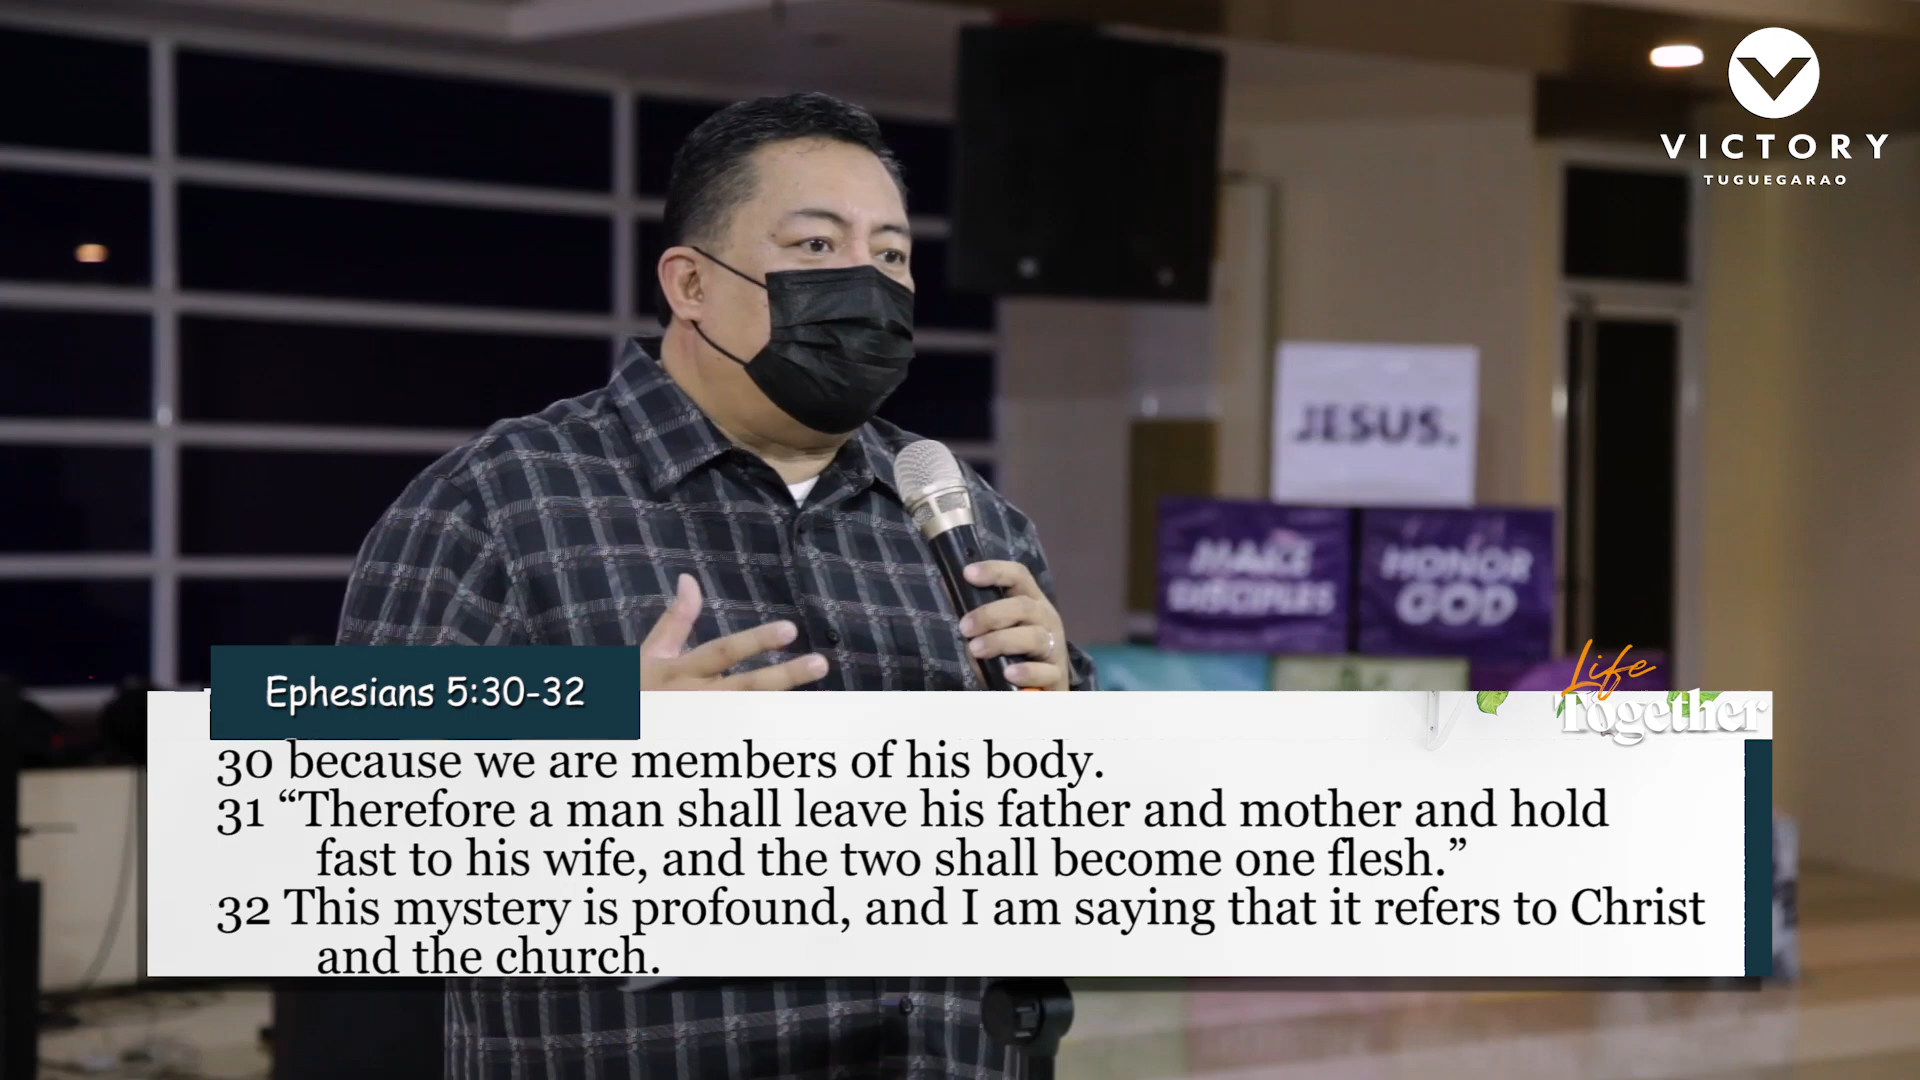 VICTORY
TUGUEGARAO
JESUS.
MAKE
DISCIPLES
HONOR
GOD
Life
Together
Ephesians 5:30-32
30 because we are members of his body.
31 “Therefore a man shall leave his father and mother and hold
fast to his wife, and the two shall become one flesh.”
32 This mystery is profound, and I am saying that it refers to Christ
and the church.